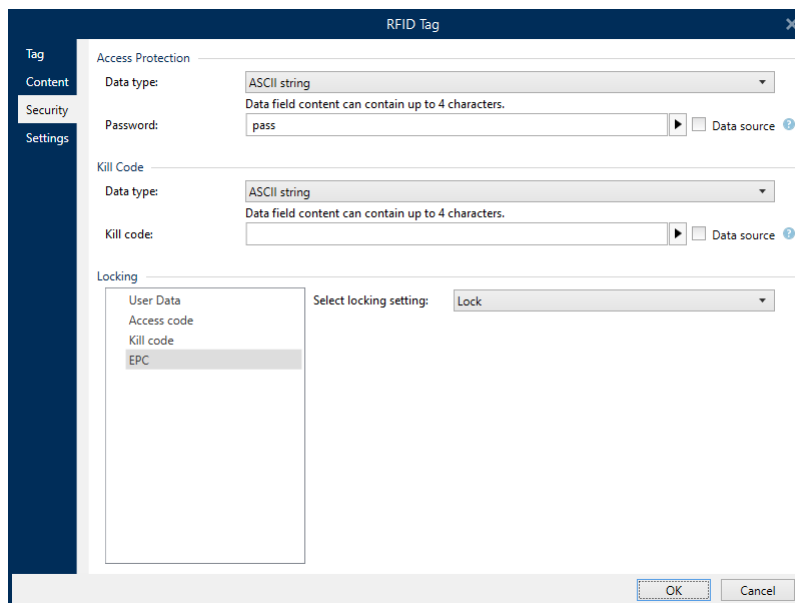 RFID Tag
Tag
Content
Security
Settings
Access Protection
Data type: ASCII string
Data field content can contain up to 4 characters.
Password: pass Data source ?
Kill Code
Data type: ASCII string
Data field content can contain up to 4 characters.
Kill code: Data source ?
Locking
User Data
Access code
Kill code
EPC
Select locking setting: Lock
OK Cancel